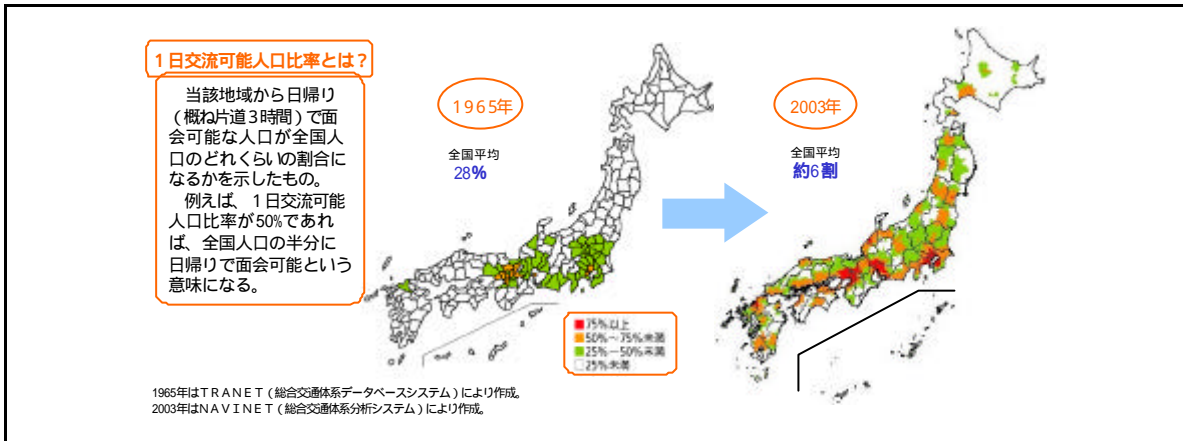 1日交流可能人口比率とは?
当該地域から日帰り
(概ね片道3時間)で面
会可能な人口が全国人
口のどれくらいの割合に
なるかを示したもの。
例えば、1日交流可能
人口比率が50%であれ
ば、全国人口の半分に
日帰りで面会可能という
意味になる。
1965年
全国平均
28%
2003年
全国平均
約6割
75%以上
50%~75%未満
25%~50%未満
25%未満
1965年はTRANET(総合交通体系データベースシステム)により作成。
2003年はNAVINET(総合交通体系分析システム)により作成。